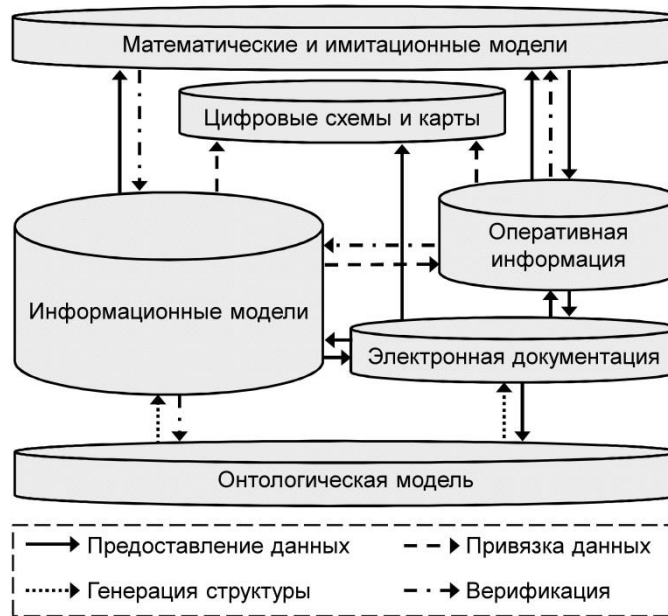 Математические и имитационные модели
Цифровые схемы и карты
Оперативная
информация
Информационные модели
Электронная документация
Онтологическая модель
Предоставление данных
Привязка данных
Генерация структуры
Верификация